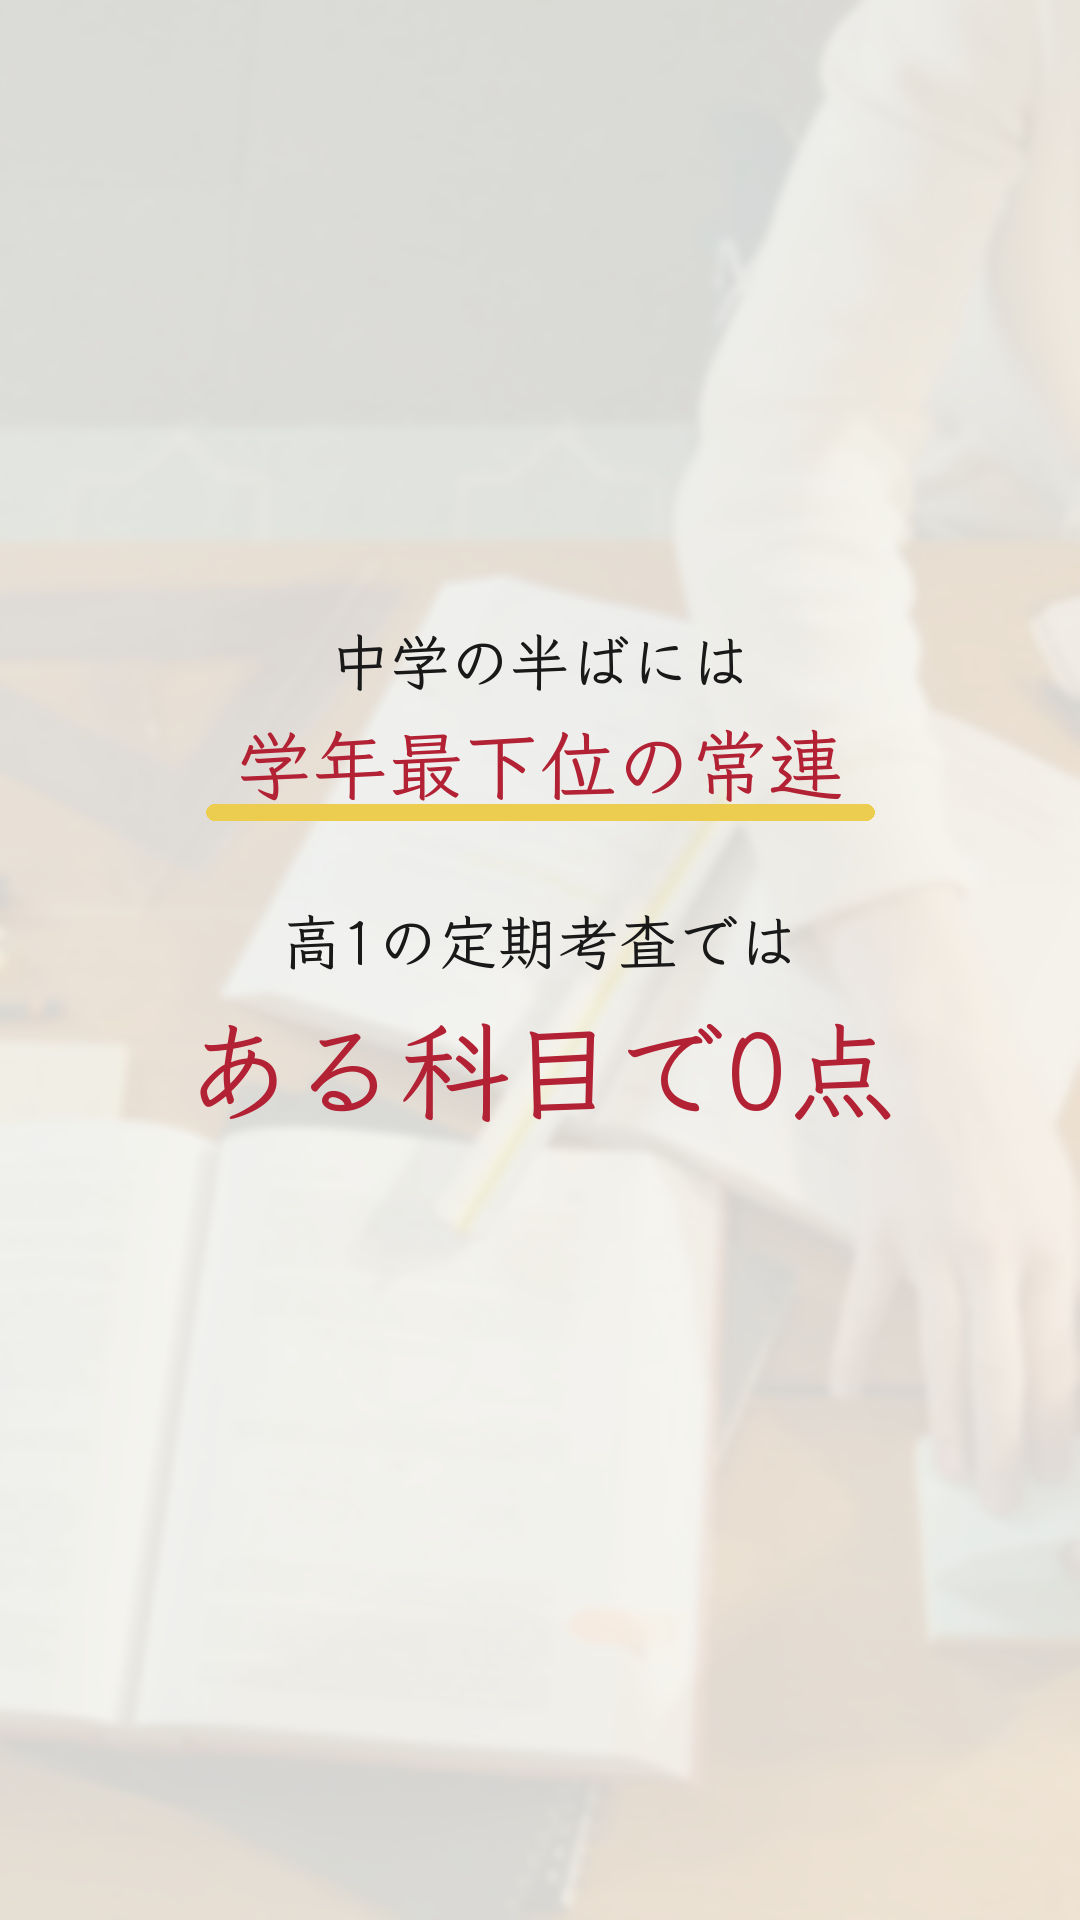 中学の半ばには
学年最下位の常連
高1の定期考査では
ある科目で0点